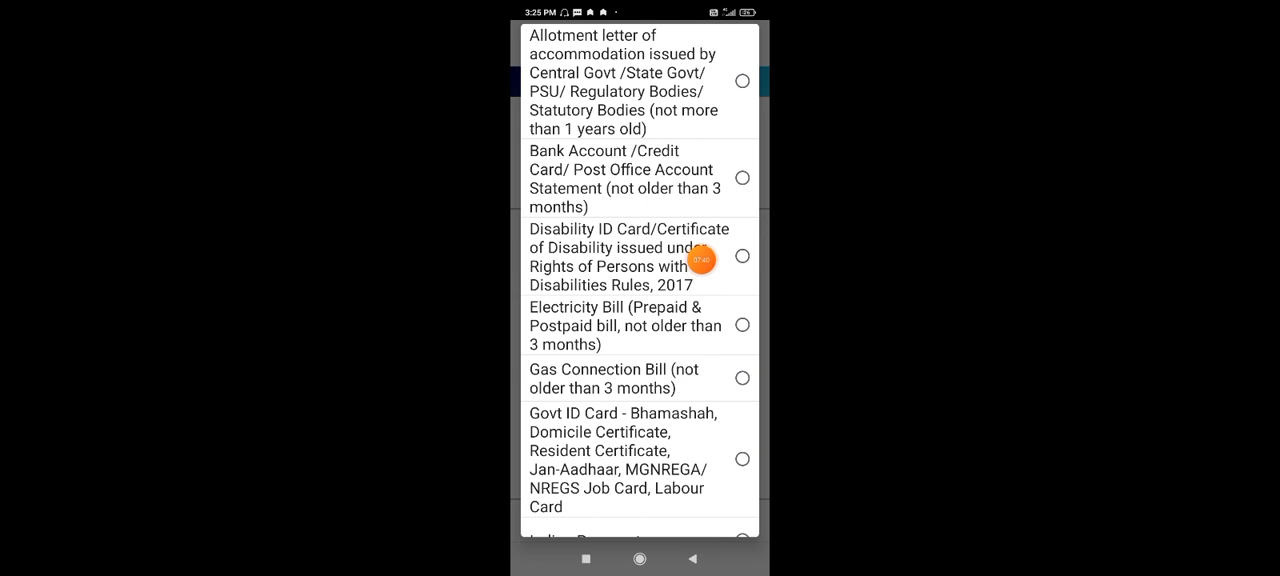 3:25 PM
Allotment letter of
accommodation issued by
Central Govt /State Govt/
PSU/ Regulatory Bodies/
Statutory Bodies (not more
than 1 years old)
Bank Account /Credit
Card/ Post Office Account
Statement (not older than 3
months)
Disability ID Card/Certificate
of Disability issued under
07:40
Rights of Persons with
Disabilities Rules, 2017
Electricity Bill (Prepaid &
Postpaid bill, not older than
3 months)
Gas Connection Bill (not
older than 3 months)
Govt ID Card - Bhamashah,
Domicile Certificate,
Resident Certificate,
Jan-Aadhaar, MGNREGA/
NREGS Job Card, Labour
Card